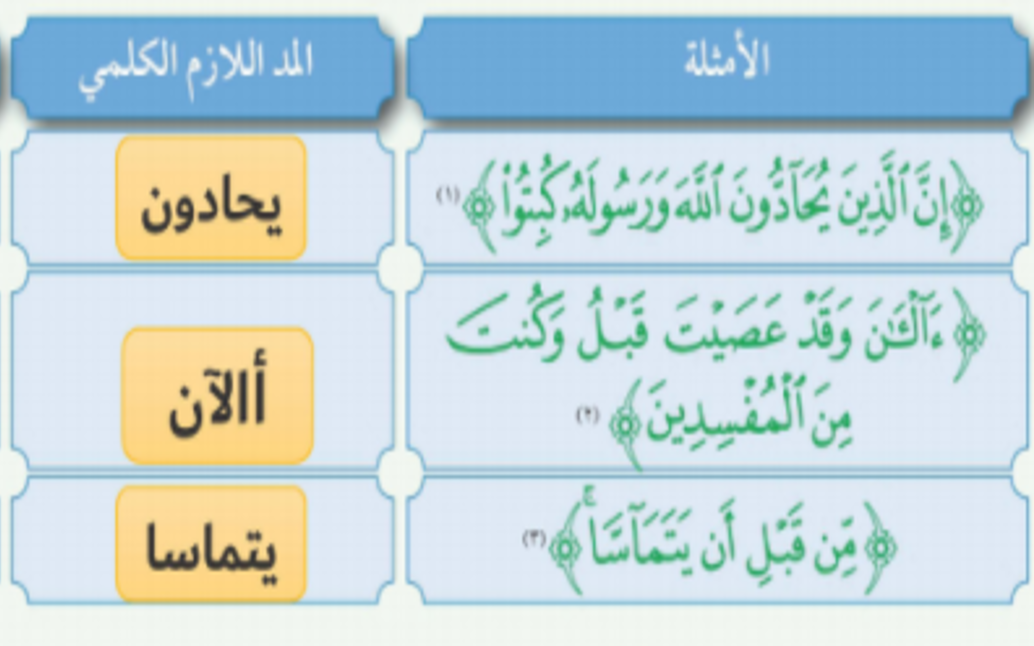 الأمثلة
المد اللازم الكلمي
﴿إِنَّ ٱلَّذِينَ يُحَآدُّونَ ٱللَّهَ وَرَسُولَهُۥ كُبِتُوا۟﴾ (١)
يحادون
﴿ءَآلْـَٰٔنَ وَقَدْ عَصَيْتَ قَبْلُ وَكُنتَ
مِنَ ٱلْمُفْسِدِينَ﴾ (٢)
أالآن
﴿مِّن قَبْلِ أَن يَتَمَآسَّا ۚ﴾ (٣)
يتماسا